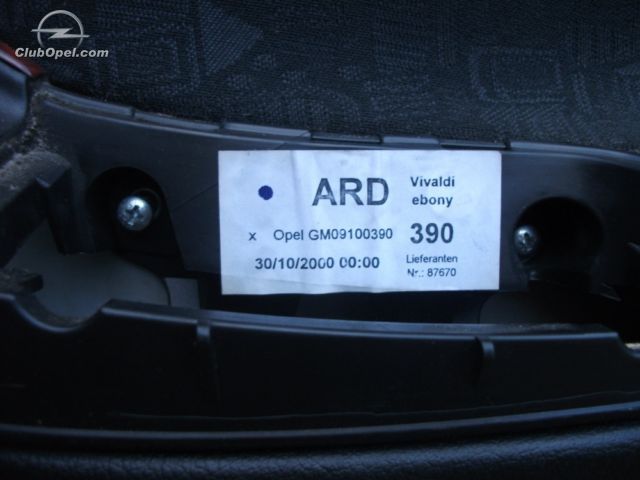 ClubOpel.com
ARD
Vivaldi
ebony
x Opel GM09100390 390
30/10/2000 00:00
Lieferanten
Nr.: 87670